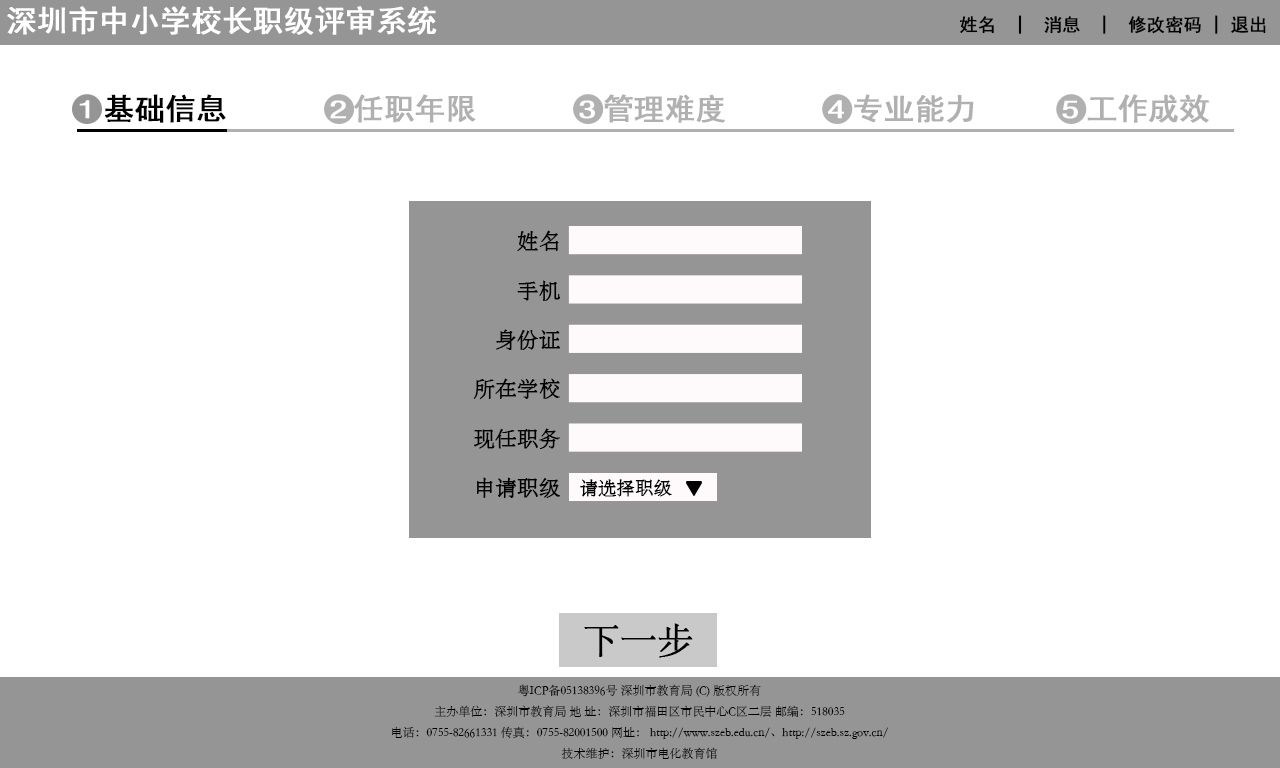 深圳市中小学校长职级评审系统
姓名 | 消息 | 修改密码 | 退出
❶基础信息 ❷任职年限 ❸管理难度 ❹专业能力 ❺工作成效
姓名
手机
身份证
所在学校
现任职务
申请职级 请选择职级 ▼
下一步
粤ICP备05138396号 深圳市教育局 (C) 版权所有
主办单位：深圳市教育局 地 址：深圳市福田区市民中心C区二层 邮编：518035
电话：0755-82661331 传真：0755-82001500 网址： http://www.szeb.edu.cn/、http://szeb.sz.gov.cn/
技术维护：深圳市电化教育馆